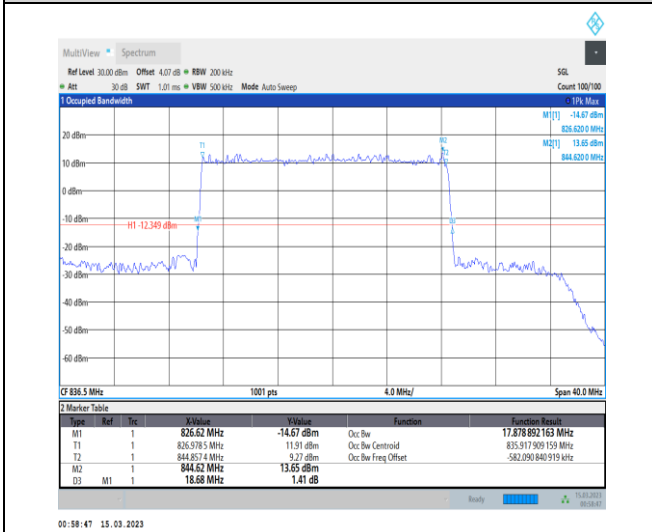 MultiView Spectrum
Ref Level 30.00 dBm Offset 4.07 dB RBW 200 kHz SGL
Att 30 dB SWT 1.01 ms VBW 500 kHz Mode Auto Sweep Count 100/100
1 Occupied Bandwidth 1Pk Max
M1[1] -14.67 dBm
826.620 0 MHz
M2[1] 13.65 dBm
844.620 0 MHz
20 dBm
T1
M2
T2
10 dBm
0 dBm
-10 dBm
M1
H1 -12.349 dBm
-20 dBm
-30 dBm
-40 dBm
-50 dBm
-60 dBm
CF 836.5 MHz 1001 pts 4.0 MHz/ Span 40.0 MHz
2 Marker Table
Type Ref Trc X-Value Y-Value Function Function Result
M1 1 826.62 MHz -14.67 dBm Occ Bw 17.878 892 163 MHz
T1 1 826.978 5 MHz 11.91 dBm Occ Bw Centroid 835.917 909 159 MHz
T2 1 844.857 4 MHz 9.27 dBm Occ Bw Freq Offset -582.090 840 919 kHz
M2 1 844.62 MHz 13.65 dBm
D3 M1 1 18.68 MHz 1.41 dB
Ready 15.03.2023
00:58:47
00:58:47 15.03.2023